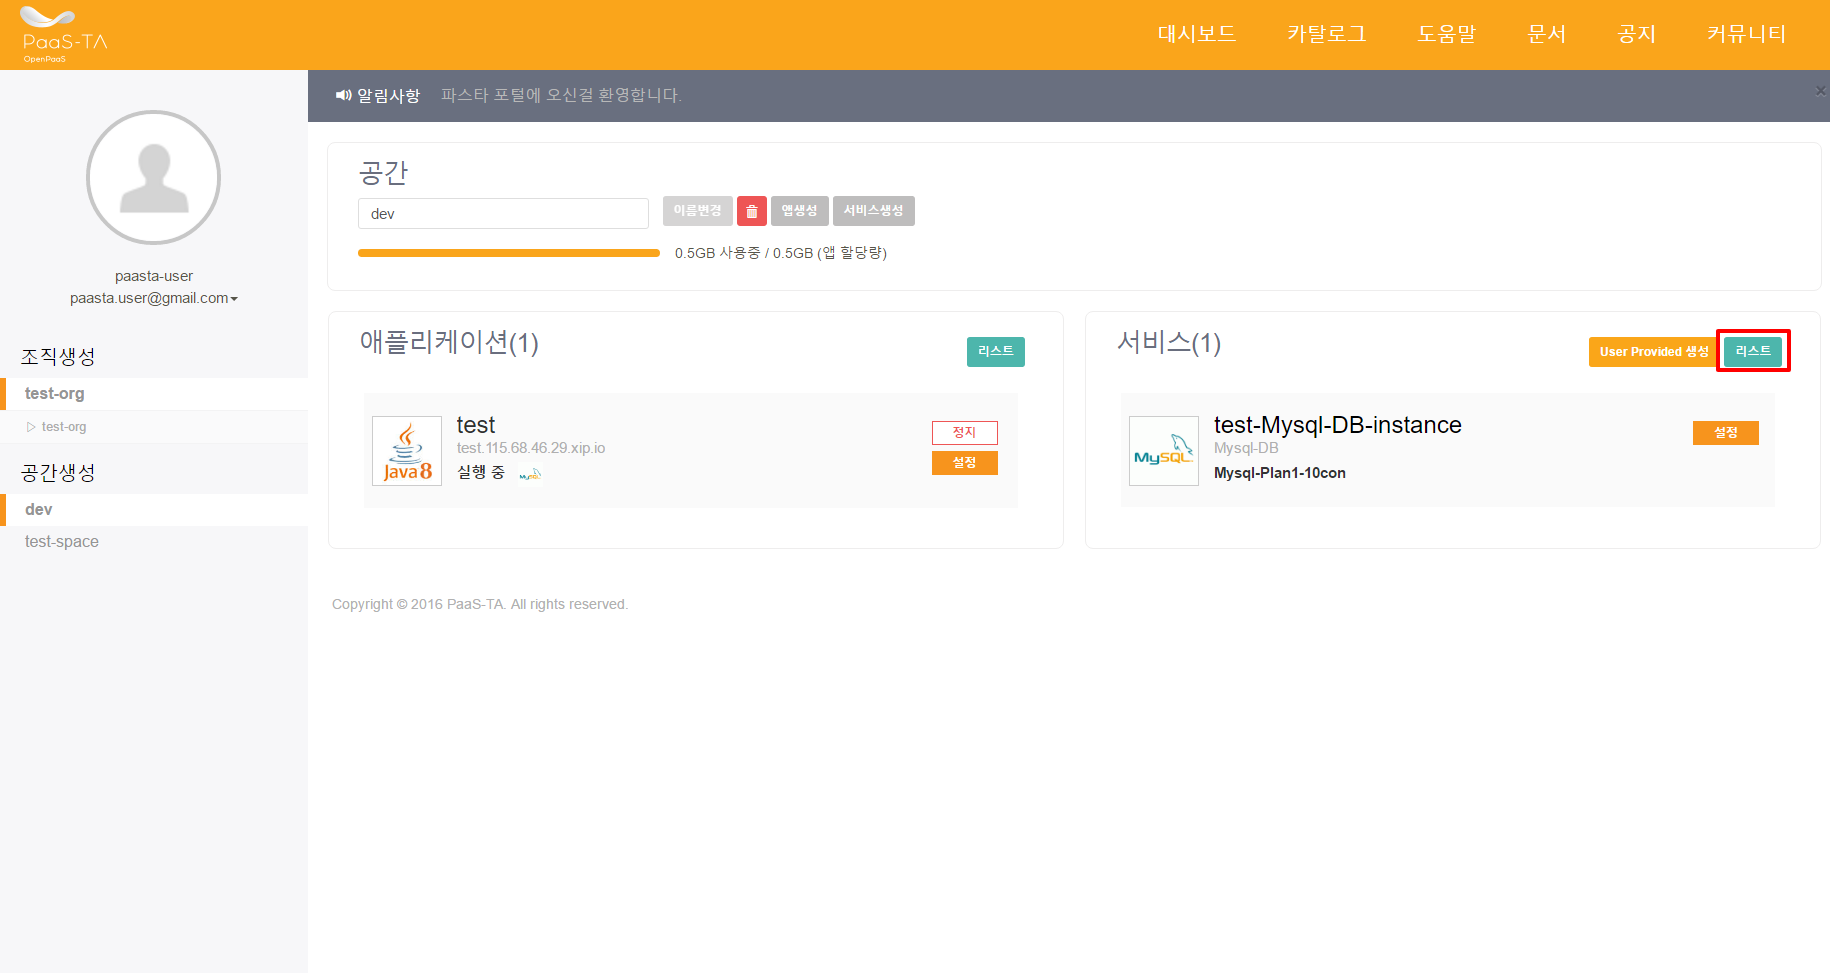 PaaS-TA
OpenPaaS
대시보드 카탈로그 도움말 문서 공지 커뮤니티
알림사항 파스타 포털에 오신걸 환영합니다.
×
paasta-user
paasta.user@gmail.com
조직생성
test-org
test-org
공간생성
dev
test-space
공간
dev
이름변경 앱생성 서비스생성
0.5GB 사용중 / 0.5GB (앱 할당량)
애플리케이션(1)
리스트
Java8
test
test.115.68.46.29.xip.io
실행 중 MySQL
정지
설정
서비스(1)
User Provided 생성 리스트
MySQL
test-Mysql-DB-instance
Mysql-DB
Mysql-Plan1-10con
설정
Copyright © 2016 PaaS-TA. All rights reserved.